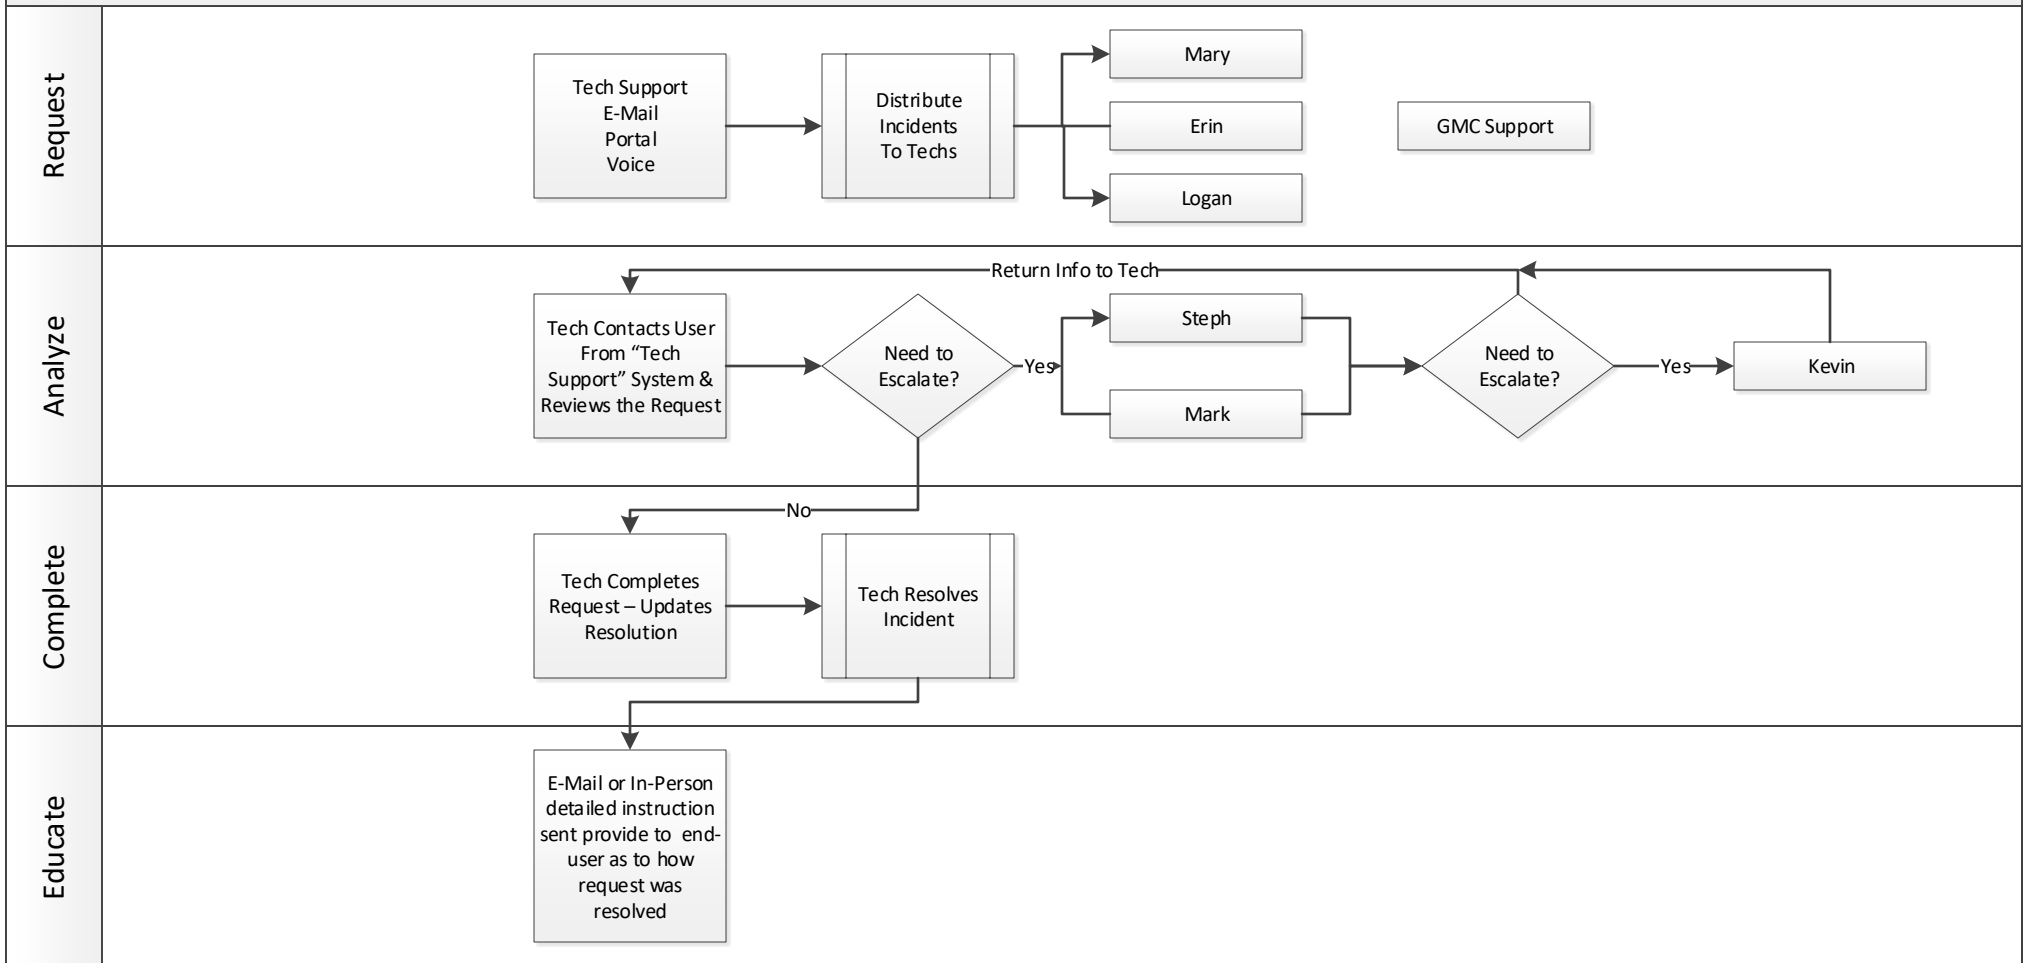 Request
Tech Support
E-Mail
Portal
Voice
Distribute
Incidents
To Techs
Mary
Erin
Logan
GMC Support
Analyze
Return Info to Tech
Tech Contacts User
From “Tech
Support” System &
Reviews the Request
Need to
Escalate?
Yes
Steph
Mark
Need to
Escalate?
Yes
Kevin
Complete
No
Tech Completes
Request – Updates
Resolution
Tech Resolves
Incident
Educate
E-Mail or In-Person
detailed instruction
sent provide to end-
user as to how
request was
resolved